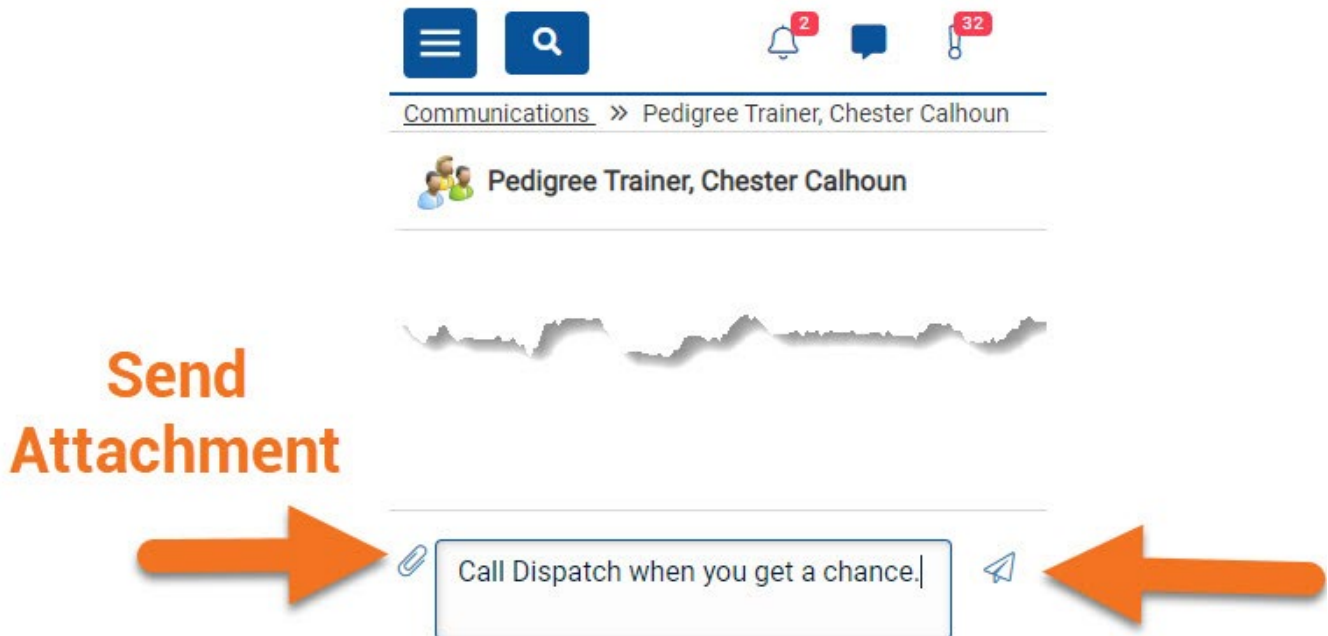 2
32
Communications >> Pedigree Trainer, Chester Calhoun
Pedigree Trainer, Chester Calhoun
Send
Attachment
Call Dispatch when you get a chance.